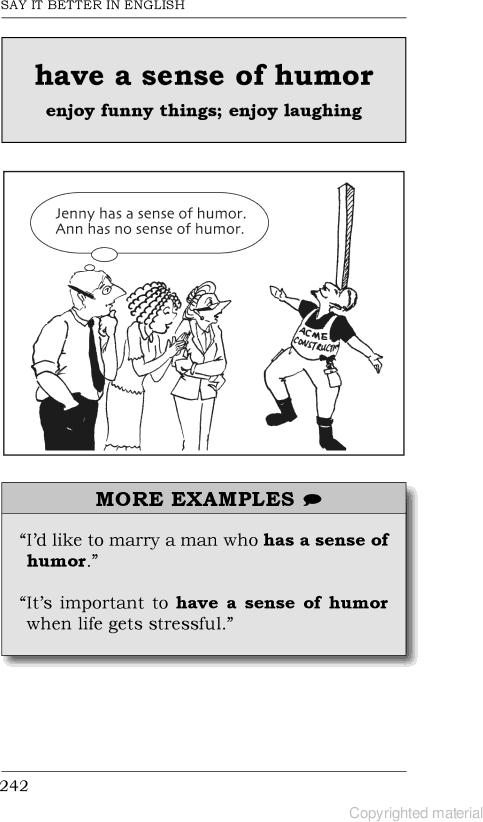 SAY IT BETTER IN ENGLISH
have a sense of humor
enjoy funny things; enjoy laughing
Jenny has a sense of humor.
Ann has no sense of humor.
ACME
CONSTRUCTION
MORE EXAMPLES
“I’d like to marry a man who has a sense of
humor.”
“It’s important to have a sense of humor
when life gets stressful.”
242
Copyrighted material